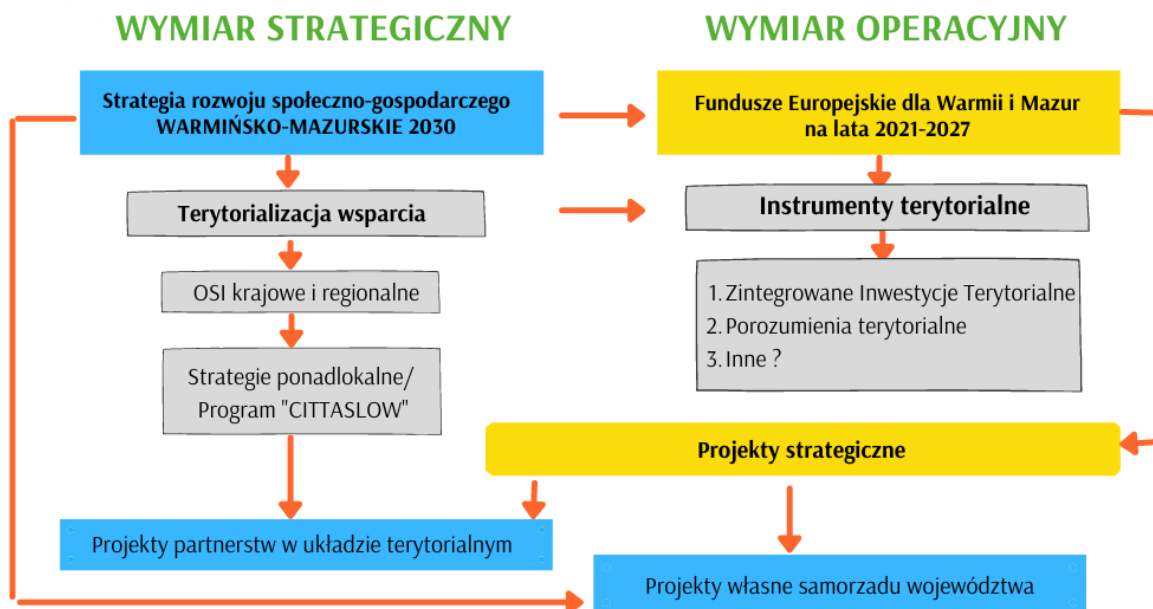 WYMIAR STRATEGICZNY
WYMIAR OPERACYJNY
Strategia rozwoju społeczno-gospodarczego
WARMIŃSKO-MAZURSKIE 2030
Fundusze Europejskie dla Warmii i Mazur
na lata 2021-2027
Terytorializacja wsparcia
Instrumenty terytorialne
OSI krajowe i regionalne
1. Zintegrowane Inwestycje Terytorialne
2. Porozumienia terytorialne
3. Inne ?
Strategie ponadlokalne/
Program "CITTASLOW"
Projekty strategiczne
Projekty partnerstw w układzie terytorialnym
Projekty własne samorzadu województwa